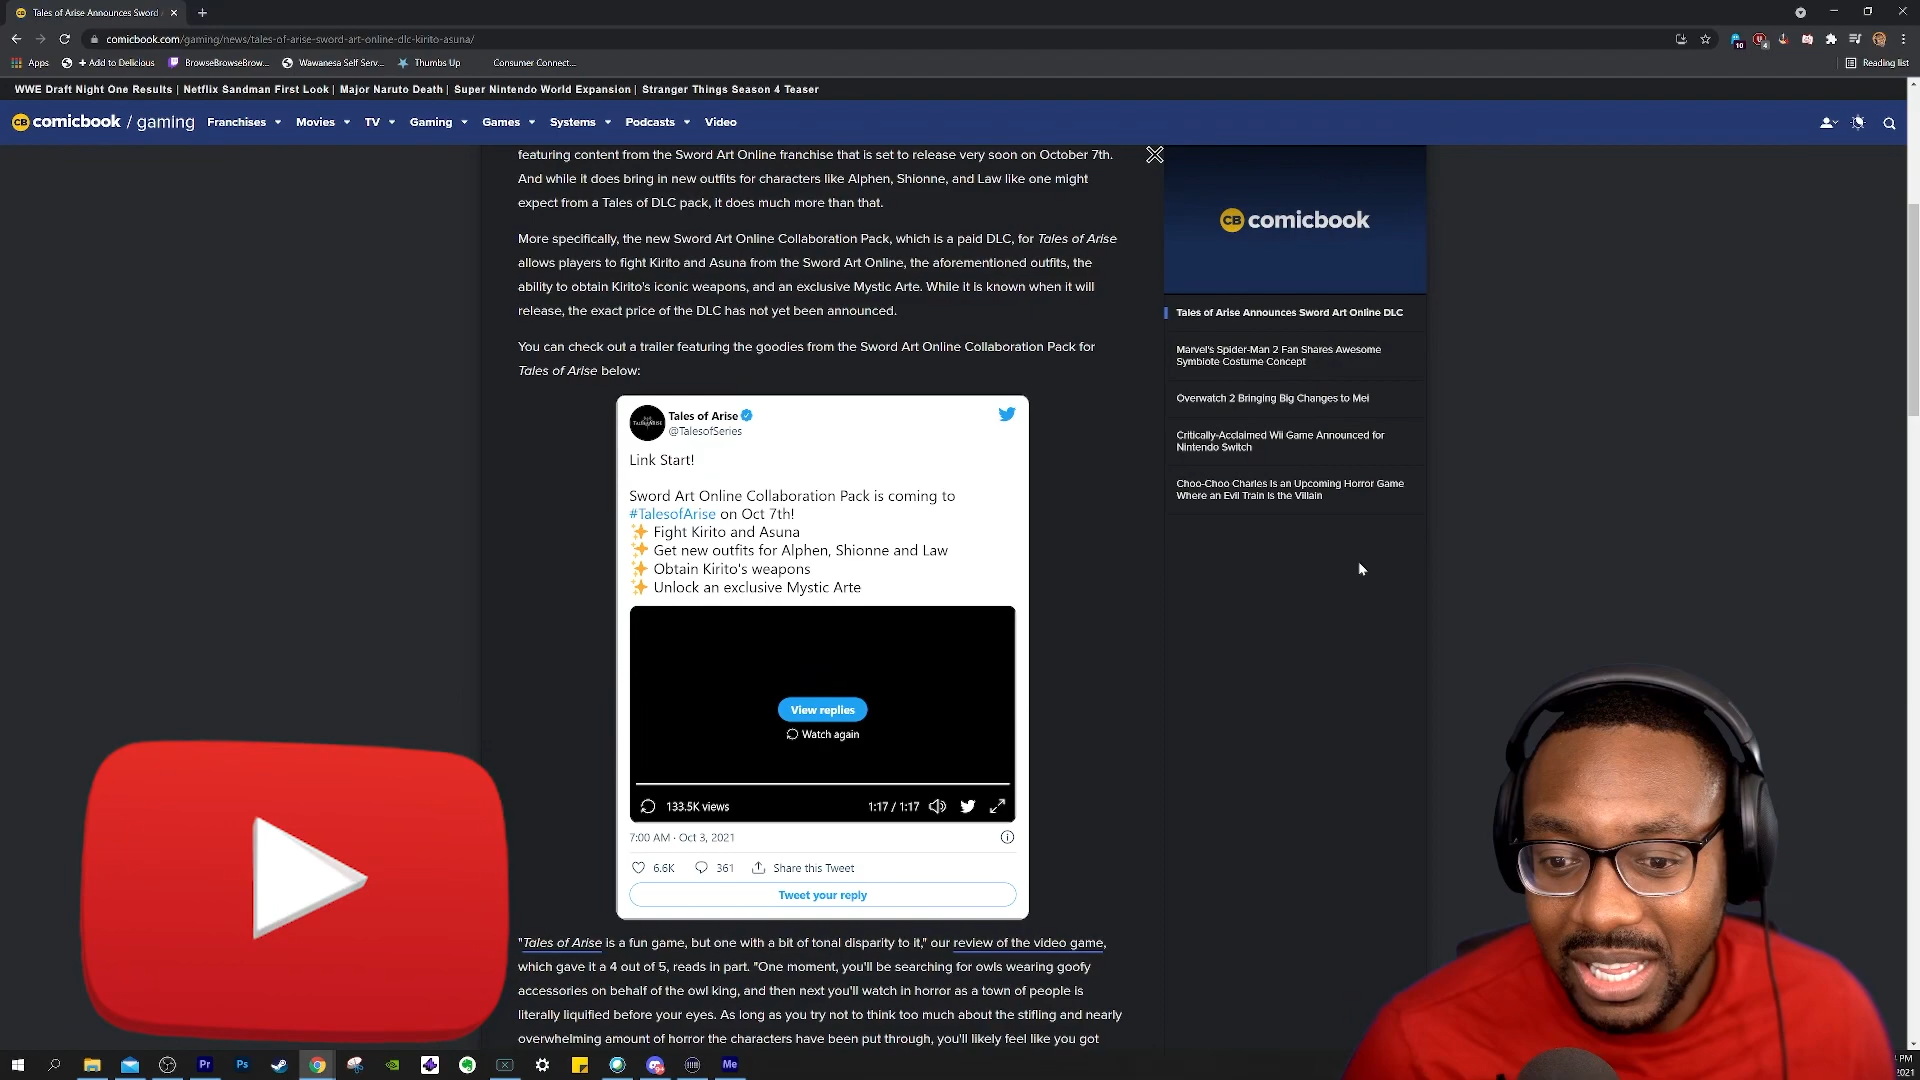 Tales of Arise Announces Sword
comicbook.com/gaming/news/tales-of-arise-sword-art-online-dlc-kirito-asuna/
10
4
Apps
+ Add to Delicious
BrowseBrowseBrow...
Wawanesa Self Serv...
Thumbs Up
Consumer Connect...
Reading list
WWE Draft Night One Results | Netflix Sandman First Look | Major Naruto Death | Super Nintendo World Expansion | Stranger Things Season 4 Teaser
CB comicbook / gaming Franchises Movies TV Gaming Games Systems Podcasts Video
featuring content from the Sword Art Online franchise that is set to release very soon on October 7th.
And while it does bring in new outfits for characters like Alphen, Shionne, and Law like one might
expect from a Tales of DLC pack, it does much more than that.
More specifically, the new Sword Art Online Collaboration Pack, which is a paid DLC, for Tales of Arise
allows players to fight Kirito and Asuna from the Sword Art Online, the aforementioned outfits, the
ability to obtain Kirito's iconic weapons, and an exclusive Mystic Arte. While it is known when it will
release, the exact price of the DLC has not yet been announced.
You can check out a trailer featuring the goodies from the Sword Art Online Collaboration Pack for
Tales of Arise below:
Tales of Arise
@TalesofSeries
Link Start!
Sword Art Online Collaboration Pack is coming to
#TalesofArise on Oct 7th!
✨ Fight Kirito and Asuna
✨ Get new outfits for Alphen, Shionne and Law
✨ Obtain Kirito's weapons
✨ Unlock an exclusive Mystic Arte
View replies
Watch again
133.5K views
1:17 / 1:17
7:00 AM · Oct 3, 2021
6.6K
361
Share this Tweet
Tweet your reply
"Tales of Arise is a fun game, but one with a bit of tonal disparity to it," our review of the video game,
which gave it a 4 out of 5, reads in part. "One moment, you'll be searching for owls wearing goofy
accessories on behalf of the owl king, and then next you'll watch in horror as a town of people is
literally liquified before your eyes. As long as you try not to think too much about the stifling and nearly
overwhelming amount of horror the characters have been put through, you'll likely feel like you got
CB comicbook
Tales of Arise Announces Sword Art Online DLC
Marvel's Spider-Man 2 Fan Shares Awesome
Symbiote Costume Concept
Overwatch 2 Bringing Big Changes to Mei
Critically-Acclaimed Wii Game Announced for
Nintendo Switch
Choo-Choo Charles Is an Upcoming Horror Game
Where an Evil Train Is the Villain
Pr
Ps
Me
PM
2021